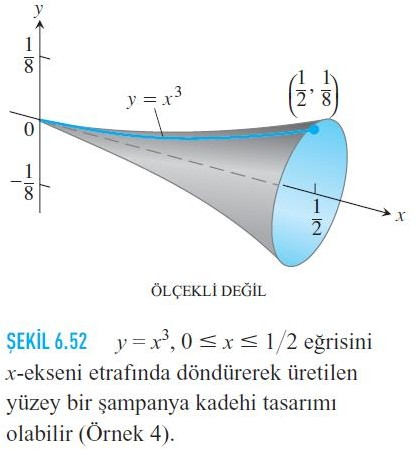 y
1/8
y = x³
(1/2, 1/8)
0
-1/8
1/2
x
ÖLÇEKLİ DEĞİL
ŞEKİL 6.52 y = x³, 0 ≤ x ≤ 1/2 eğrisini
x-ekseni etrafında döndürerek üretilen
yüzey bir şampanya kadehi tasarımı
olabilir (Örnek 4).